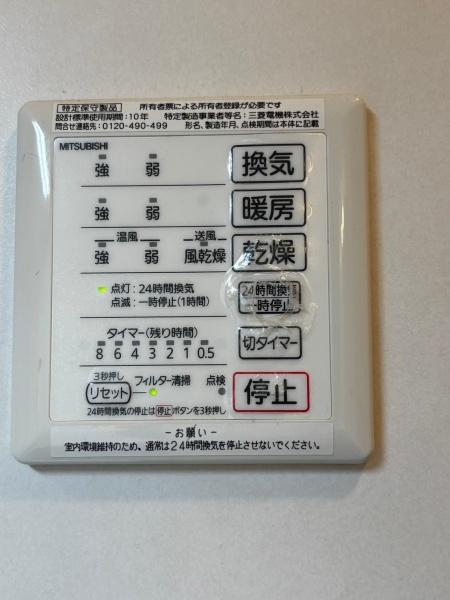 特定保守製品 所有者票による所有者登録が必要です
設計標準使用期間:10年 特定製造事業者等名:三菱電機株式会社
問合せ連絡先:0120-490-499 形名、製造年月、点検期間は本体に記載
MITSUBISHI
強 弱 換気
強 弱 暖房
温風 送風
強 弱 風乾燥 乾燥
点灯:24時間換気
点滅:一時停止(1時間)
24時間換気
一時停止
タイマー(残り時間)
8 6 4 3 2 1 0.5
切タイマー
3秒押し
リセット フィルター清掃 点検
停止
24時間換気の停止は停止ボタンを3秒押し
-お願い-
室内環境維持のため、通常は24時間換気を停止させないでください。